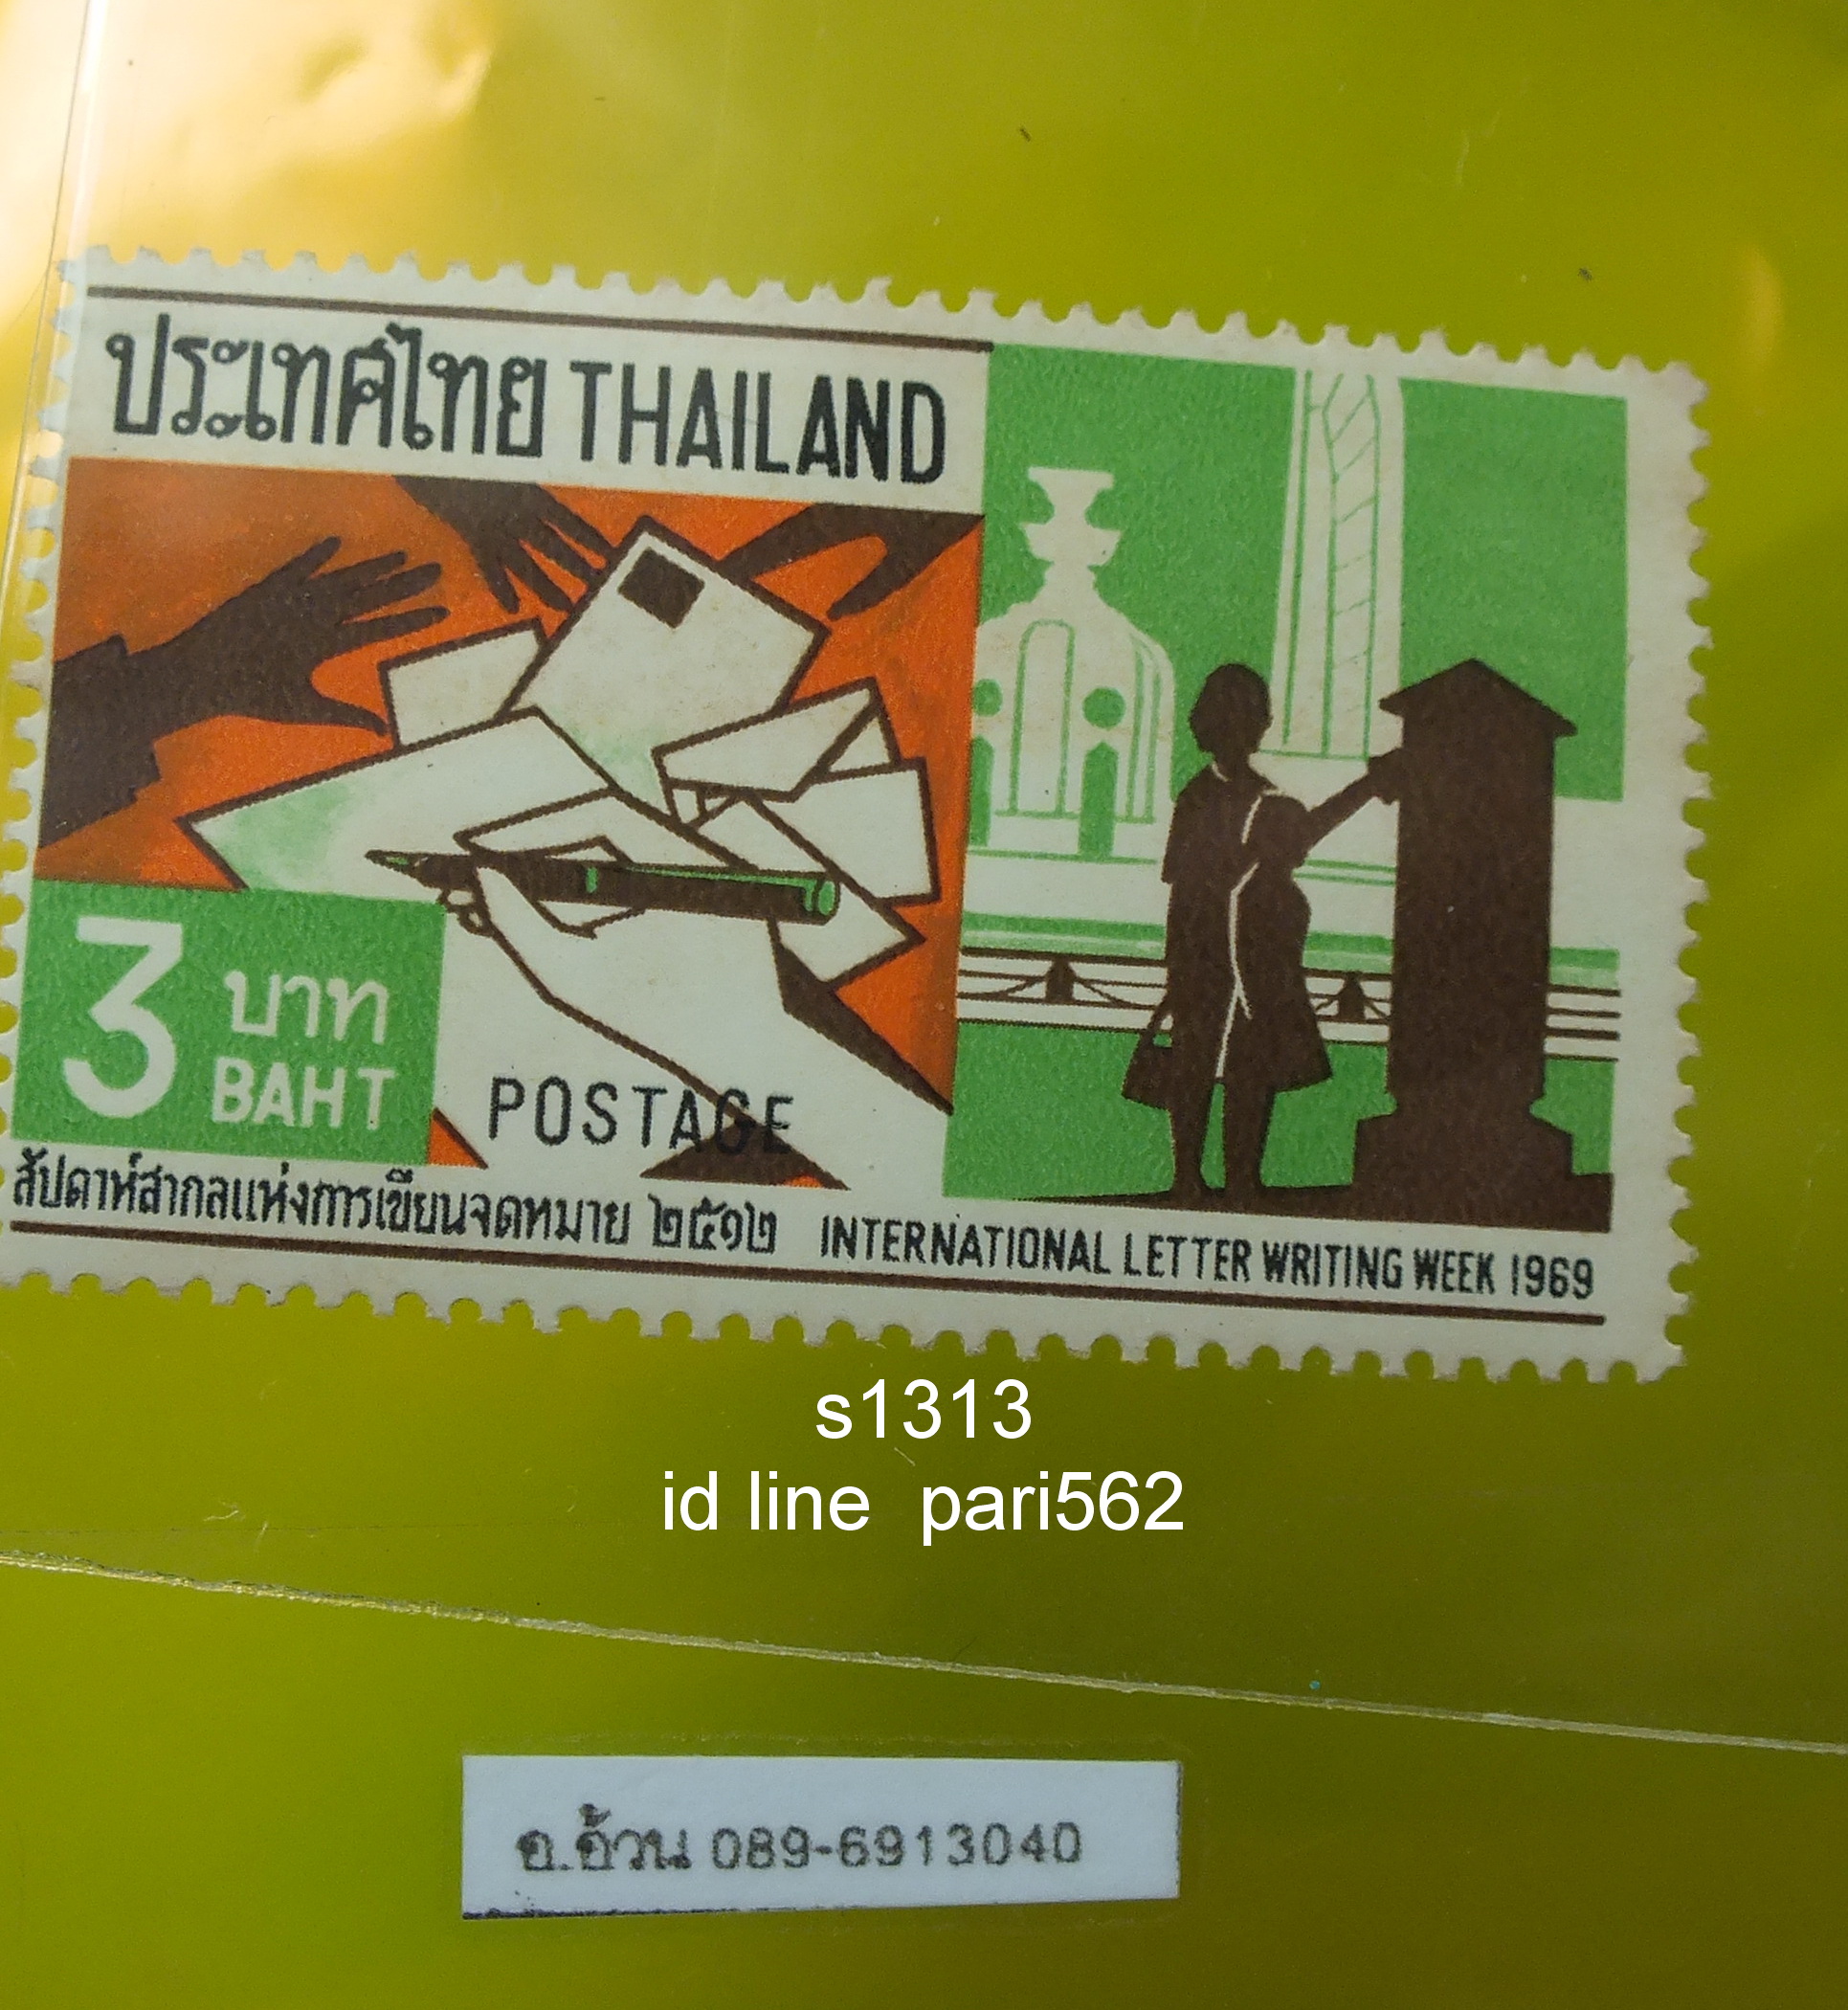 ประเทศไทย THAILAND
3 บาท
BAHT
POSTAGE
สัปดาห์สากลแห่งการเขียนจดหมาย ๒๕๑๒ INTERNATIONAL LETTER WRITING WEEK 1969
s1313
id line pari562
อ.อ้วน 089-6913040